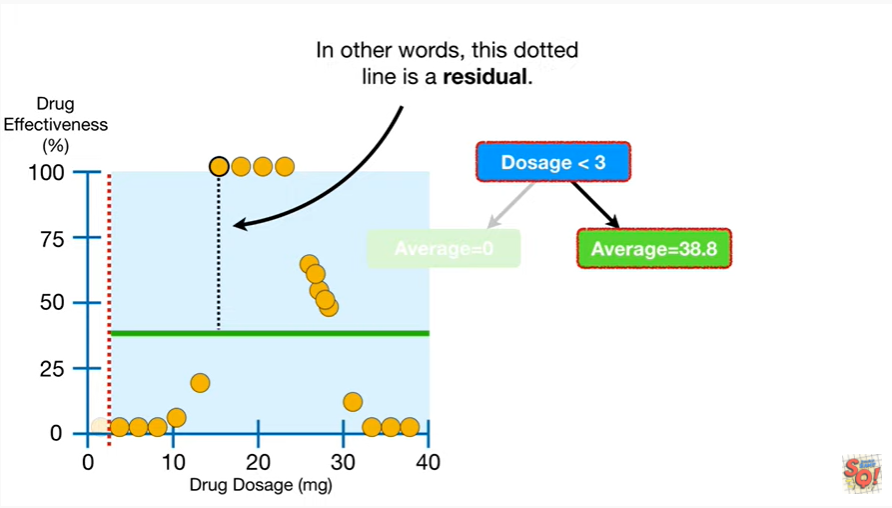 In other words, this dotted
line is a residual.
Drug
Effectiveness
(%)
100
75
50
25
0
0
10
20
30
40
Drug Dosage (mg)
Dosage < 3
Average=0
Average=38.8
SQ!